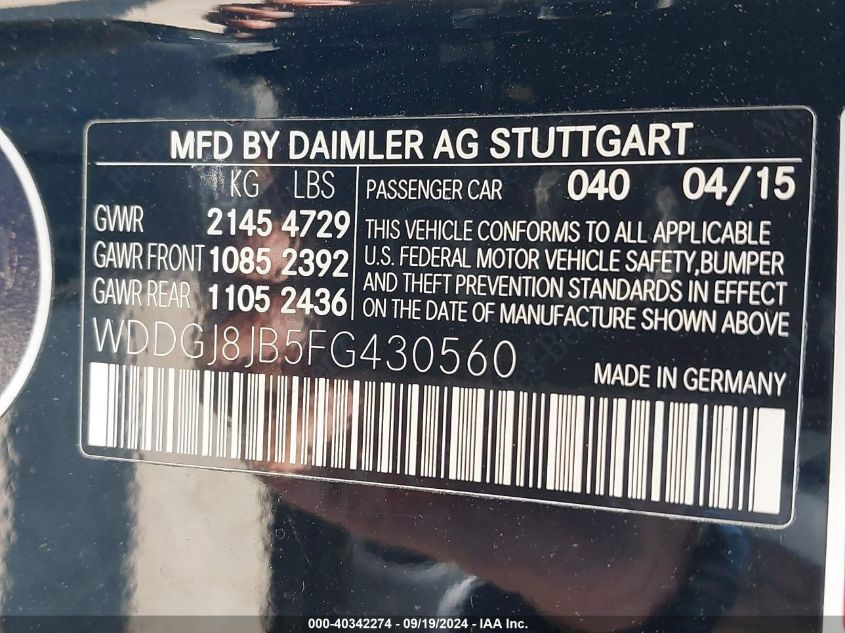 MFD BY DAIMLER AG STUTTGART
KG LBS
GVWR 2145 4729
GAWR FRONT 1085 2392
GAWR REAR 1105 2436
PASSENGER CAR 040 04/15
THIS VEHICLE CONFORMS TO ALL APPLICABLE
U.S. FEDERAL MOTOR VEHICLE SAFETY,BUMPER
AND THEFT PREVENTION STANDARDS IN EFFECT
ON THE DATE OF MANUFACTURE SHOWN ABOVE
WDDGJ8JB5FG430560
MADE IN GERMANY
000-40342274 - 09/19/2024 - IAA Inc.